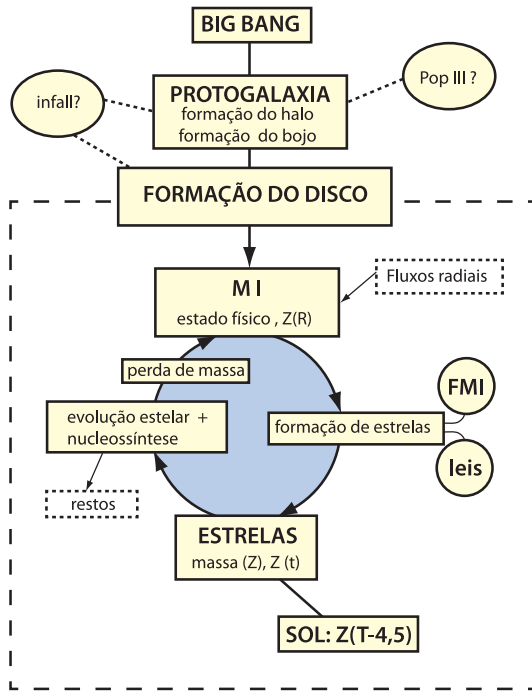 BIG BANG
infall?
PROTOGALAXIA
formação do halo
formação do bojo
Pop III ?
FORMAÇÃO DO DISCO
M I
estado físico , Z(R)
Fluxos radiais
perda de massa
evolução estelar +
nucleossíntese
formação de estrelas
FMI
leis
restos
ESTRELAS
massa (Z), Z (t)
SOL: Z(T-4,5)